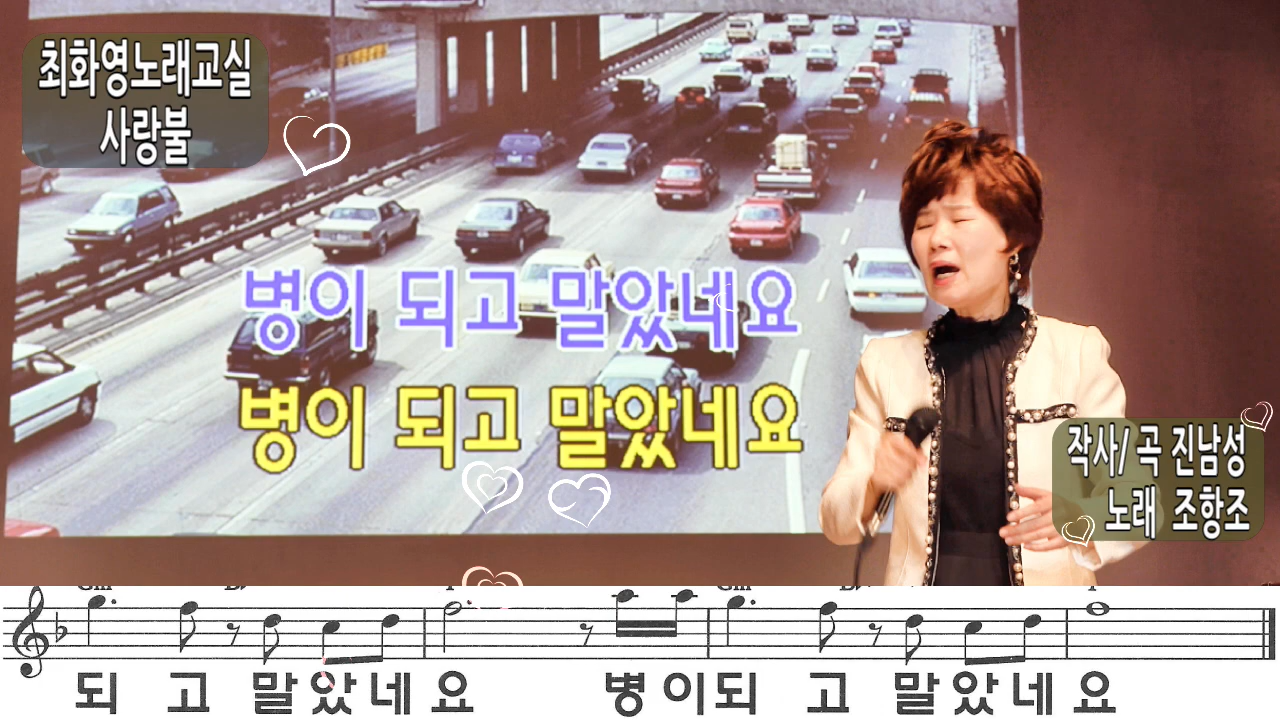 최화영노래교실
사랑불
병이 되고 말았네요
병이 되고 말았네요
작사/ 곡 진남성
노래 조항조
되 고 말았네요 병이되 고 말았네요